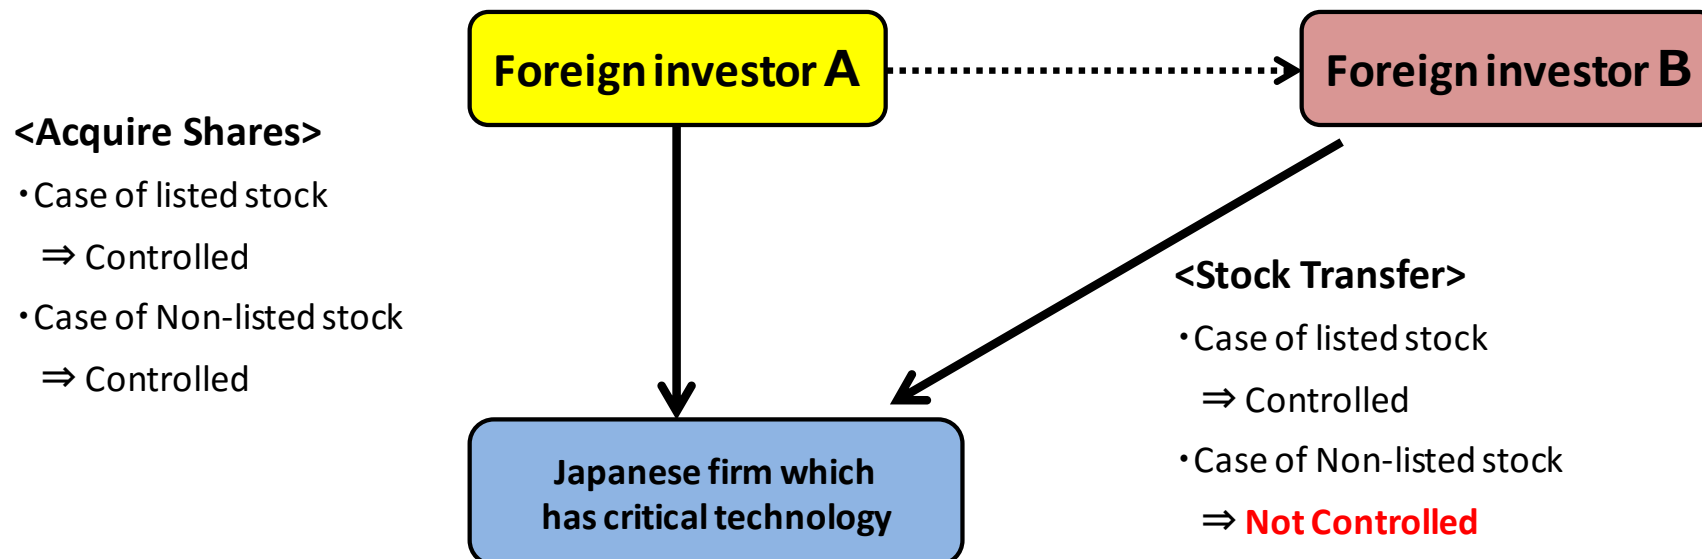 Foreign investor A
Foreign investor B
<Acquire Shares>
・Case of listed stock
⇒ Controlled
・Case of Non-listed stock
⇒ Controlled
<Stock Transfer>
・Case of listed stock
⇒ Controlled
・Case of Non-listed stock
⇒ Not Controlled
Japanese firm which
has critical technology